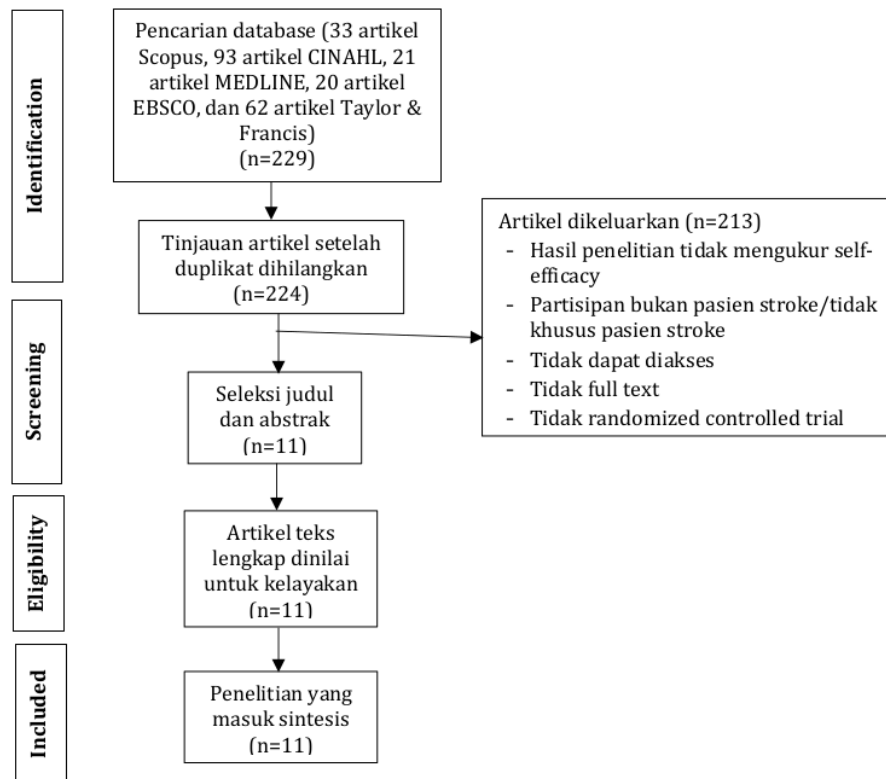 Identification
Pencarian database (33 artikel
Scopus, 93 artikel CINAHL, 21
artikel MEDLINE, 20 artikel
EBSCO, dan 62 artikel Taylor &
Francis)
(n=229)
Tinjauan artikel setelah
duplikat dihilangkan
(n=224)
Artikel dikeluarkan (n=213)
- Hasil penelitian tidak mengukur self-
efficacy
- Partisipan bukan pasien stroke/tidak
khusus pasien stroke
- Tidak dapat diakses
- Tidak full text
- Tidak randomized controlled trial
Screening
Seleksi judul
dan abstrak
(n=11)
Eligibility
Artikel teks
lengkap dinilai
untuk kelayakan
(n=11)
Included
Penelitian yang
masuk sintesis
(n=11)